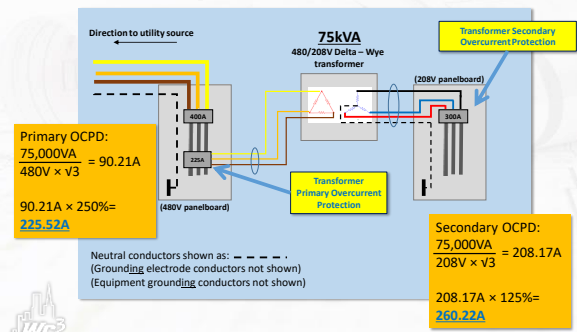 Direction to utility source
75kVA
480/208V Delta – Wye
transformer
Transformer Secondary
Overcurrent Protection
(208V panelboard)
400A
300A
225A
Primary OCPD:
75,000VA
480V × √3
= 90.21A
90.21A × 250%=
225.52A
(480V panelboard)
Transformer
Primary Overcurrent
Protection
Secondary OCPD:
75,000VA
208V × √3
= 208.17A
208.17A × 125%=
260.22A
Neutral conductors shown as:
(Grounding electrode conductors not shown)
(Equipment grounding conductors not shown)